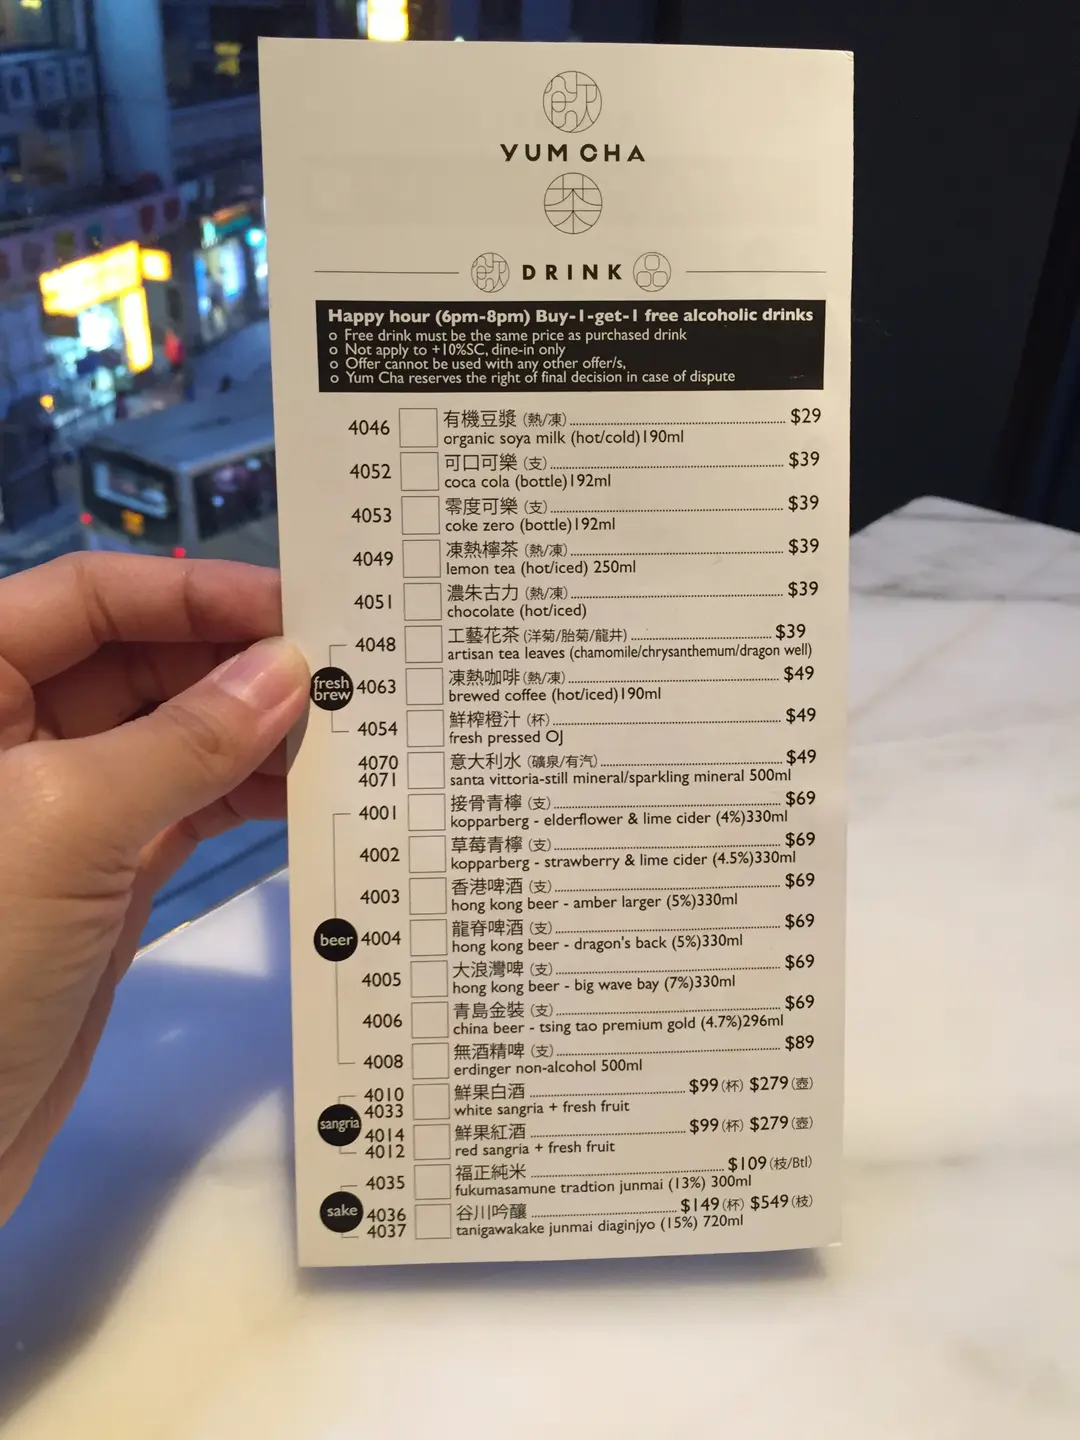 飲
YUM CHA
茶
飲 DRINK 品
Happy hour (6pm-8pm) Buy-1-get-1 free alcoholic drinks
o Free drink must be the same price as purchased drink
o Not apply to +10%SC, dine-in only
o Offer cannot be used with any other offer/s,
o Yum Cha reserves the right of final decision in case of dispute
4046 有機豆漿 (熱/凍) $29
organic soya milk (hot/cold)190ml
4052 可口可樂 (支) $39
coca cola (bottle)192ml
4053 零度可樂 (支) $39
coke zero (bottle)192ml
4049 凍熱檸茶 (熱/凍) $39
lemon tea (hot/iced) 250ml
4051 濃朱古力 (熱/凍) $39
chocolate (hot/iced)
4048 工藝花茶 (洋菊/胎菊/龍井) $39
artisan tea leaves (chamomile/chrysanthemum/dragon well)
fresh brew
4063 凍熱咖啡 (熱/凍) $49
brewed coffee (hot/iced)190ml
4054 鮮榨橙汁 (杯) $49
fresh pressed OJ
4070 意大利水 (礦泉/有汽) $49
4071 santa vittoria-still mineral/sparkling mineral 500ml
4001 接骨青檸 (支) $69
kopparberg - elderflower & lime cider (4%)330ml
4002 草莓青檸 (支) $69
kopparberg - strawberry & lime cider (4.5%)330ml
4003 香港啤酒 (支) $69
hong kong beer - amber larger (5%)330ml
beer
4004 龍脊啤酒 (支) $69
hong kong beer - dragon's back (5%)330ml
4005 大浪灣啤 (支) $69
hong kong beer - big wave bay (7%)330ml
4006 青島金裝 (支) $69
china beer - tsing tao premium gold (4.7%)296ml
4008 無酒精啤 (支) $89
erdinger non-alcohol 500ml
4010 鮮果白酒 $99 (杯) $279 (壺)
4033 white sangria + fresh fruit
sangria
4014 鮮果紅酒 $99 (杯) $279 (壺)
4012 red sangria + fresh fruit
4035 福正純米 $109 (枝/Btl)
fukumasamune tradtion junmai (13%) 300ml
sake
4036 谷川吟釀 $149 (杯) $549 (枝)
4037 tanigawakake junmai diaginjyo (15%) 720ml